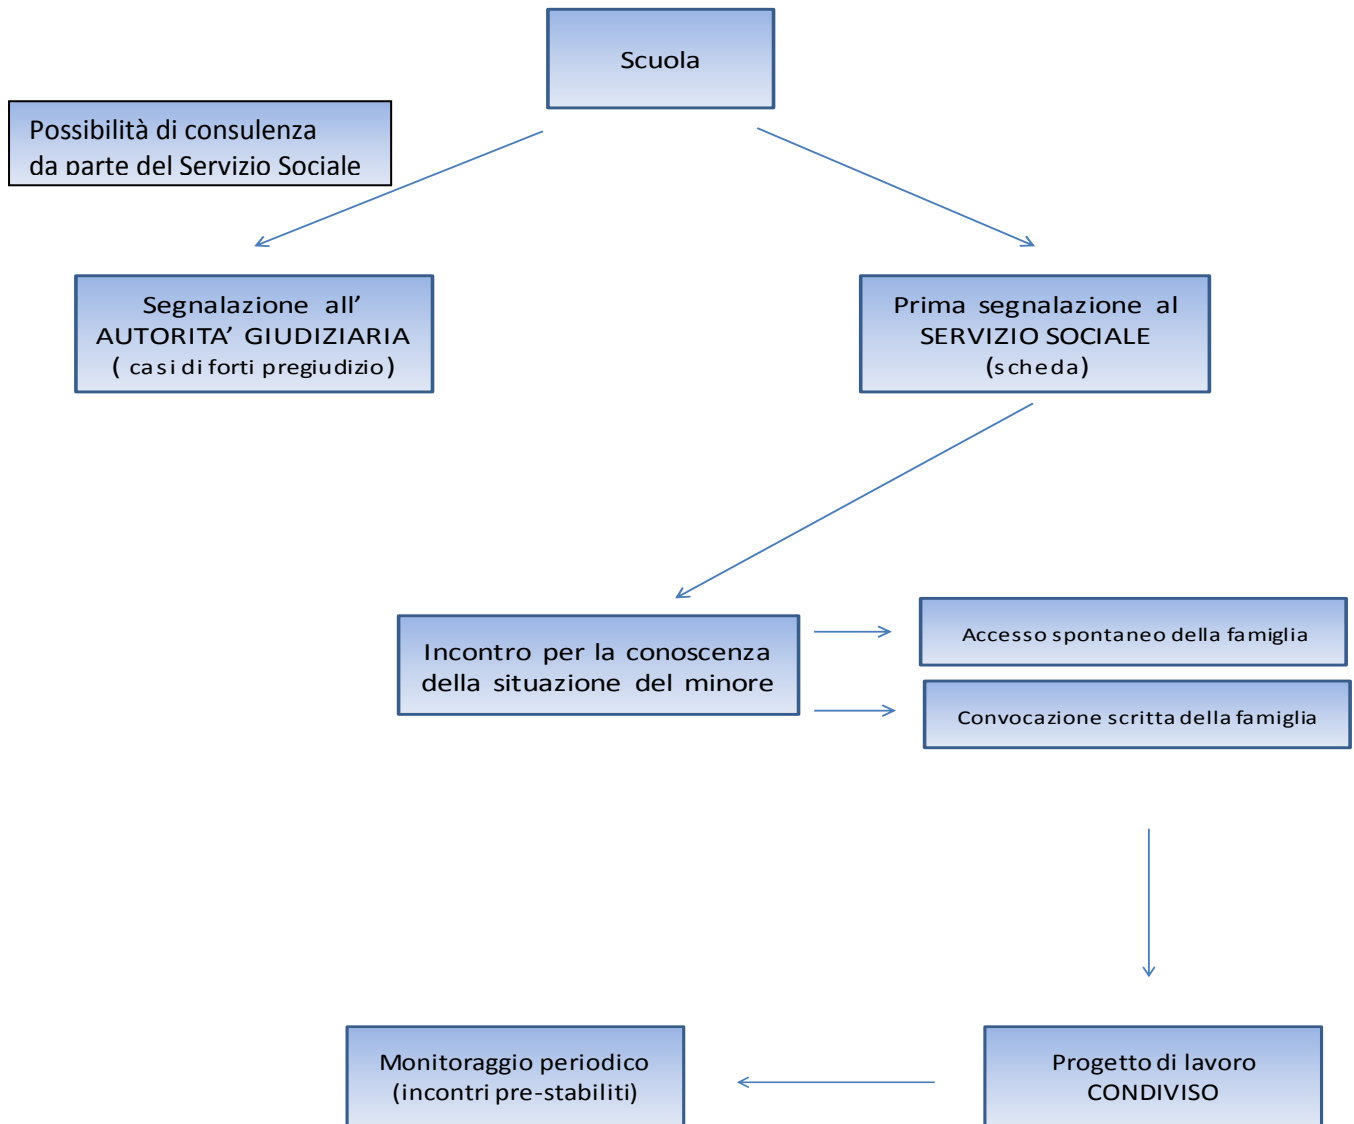 Scuola
Possibilità di consulenza
da parte del Servizio Sociale
Segnalazione all’
AUTORITA’ GIUDIZIARIA
( casi di forti pregiudizio)
Prima segnalazione al
SERVIZIO SOCIALE
(scheda)
Incontro per la conoscenza
della situazione del minore
Accesso spontaneo della famiglia
Convocazione scritta della famiglia
Monitoraggio periodico
(incontri pre-stabiliti)
Progetto di lavoro
CONDIVISO